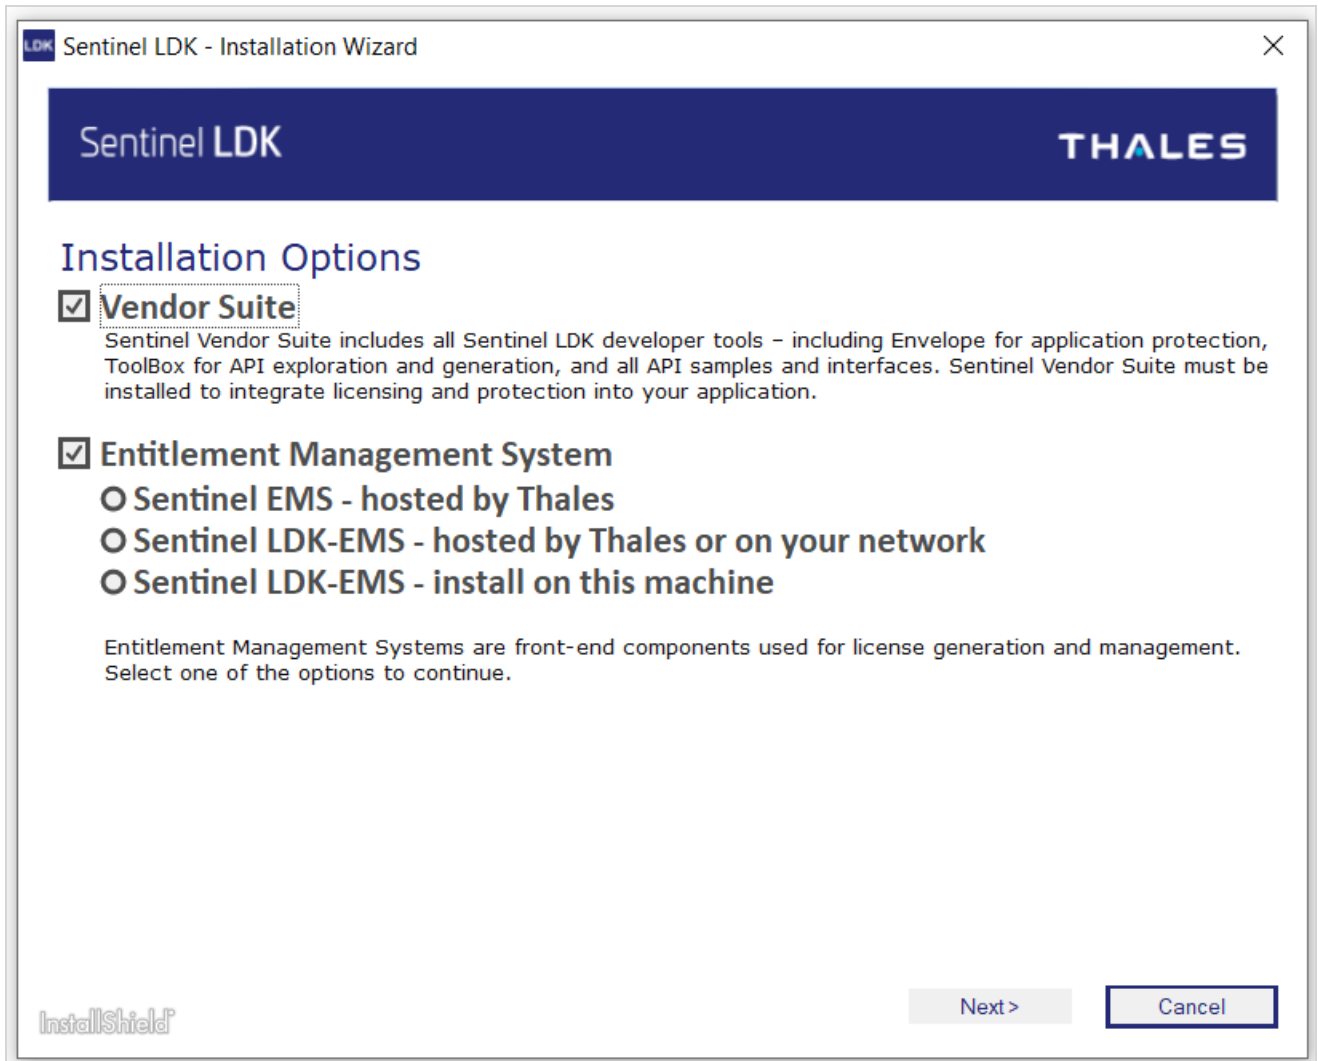 LDK Sentinel LDK - Installation Wizard
Sentinel LDK
THALES
Installation Options
Vendor Suite
Sentinel Vendor Suite includes all Sentinel LDK developer tools – including Envelope for application protection,
ToolBox for API exploration and generation, and all API samples and interfaces. Sentinel Vendor Suite must be
installed to integrate licensing and protection into your application.
Entitlement Management System
Sentinel EMS - hosted by Thales
Sentinel LDK-EMS - hosted by Thales or on your network
Sentinel LDK-EMS - install on this machine
Entitlement Management Systems are front-end components used for license generation and management.
Select one of the options to continue.
InstallShield
Next >
Cancel